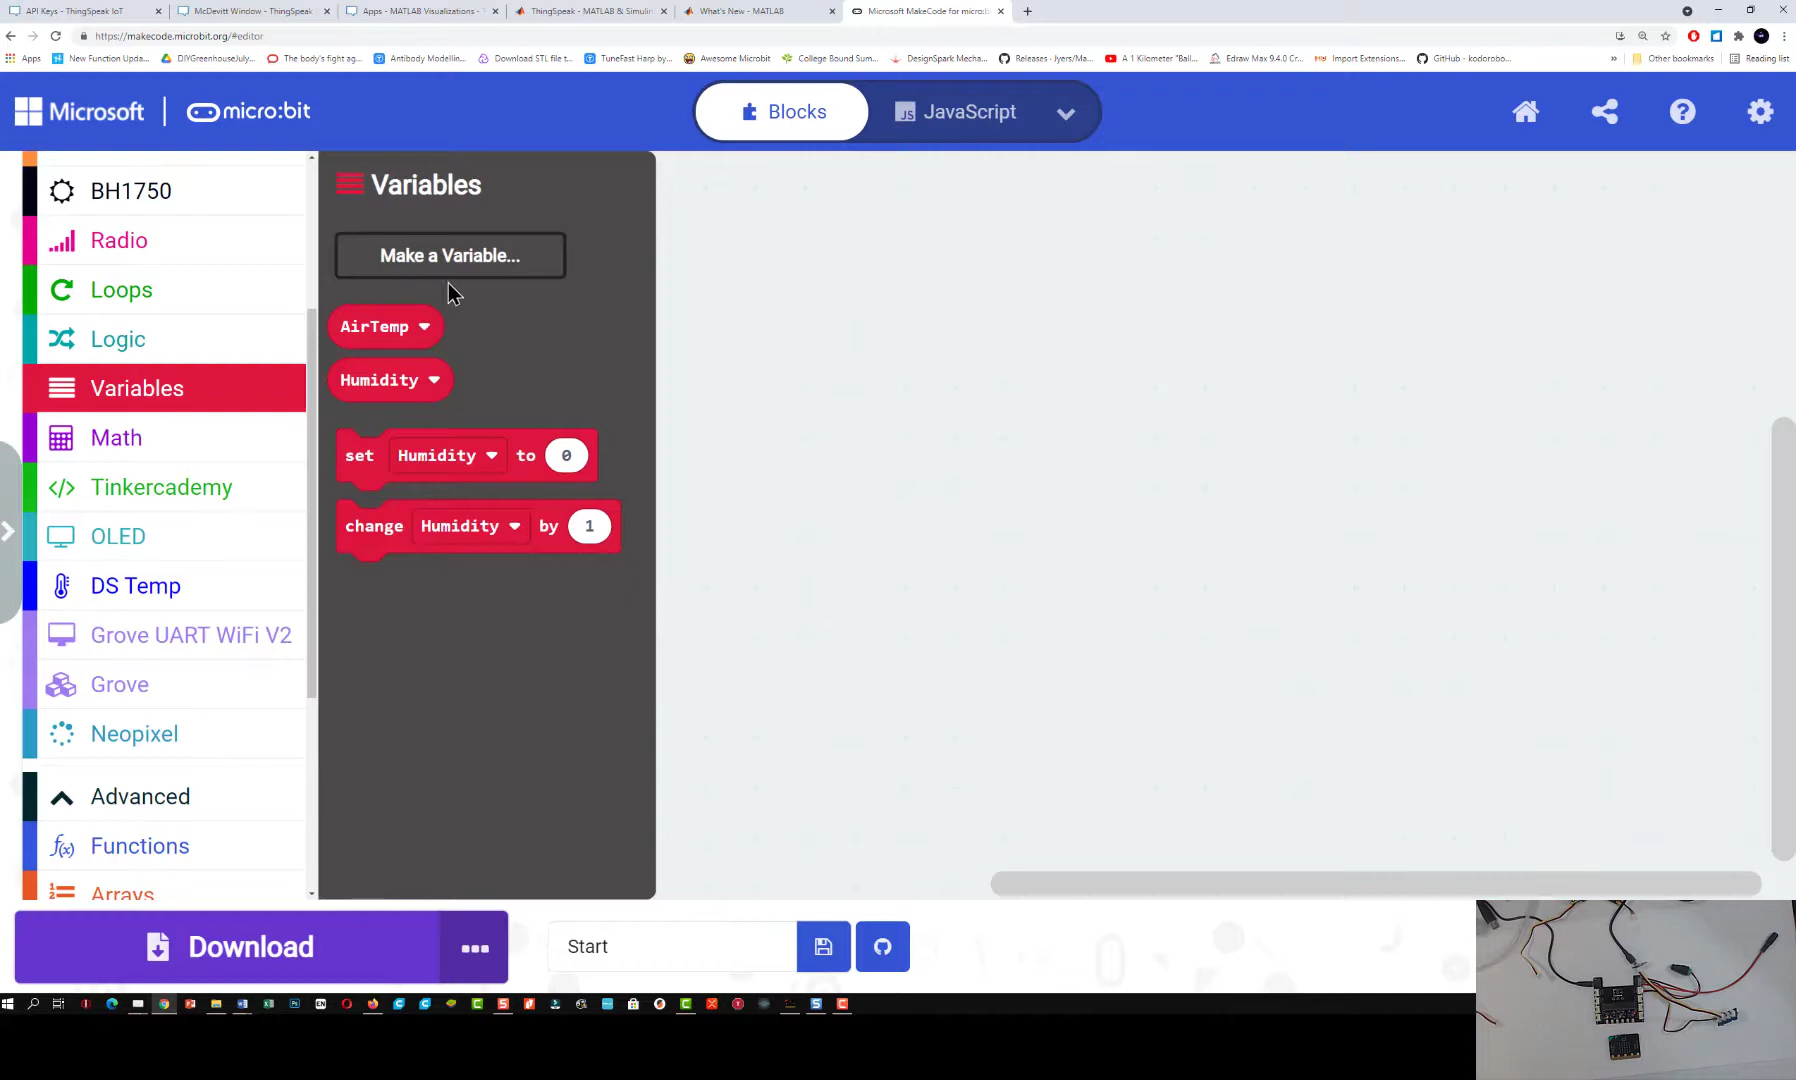 API Keys - ThingSpeak IoT
McDevitt Window - ThingSpeak
Apps - MATLAB Visualizations - T
ThingSpeak - MATLAB & Simulin
What's New - MATLAB
Microsoft MakeCode for micro:b
https://makecode.microbit.org/#editor
Apps
New Function Upda...
DIYGreenhouseJuly...
The body's fight ag...
Antibody Modellin...
Download STL file t...
TuneFast Harp by...
Awesome Microbit
College Bound Sum...
DesignSpark Mecha...
Releases · Jyers/Ma...
A 1 Kilometer "Ball...
Edraw Max 9.4.0 Cr...
Import Extensions...
GitHub - kodorobo...
»
Other bookmarks
Reading list
Microsoft
micro:bit
Blocks
JS JavaScript
BH1750
Radio
Loops
Logic
Variables
Math
Tinkercademy
OLED
DS Temp
Grove UART WiFi V2
Grove
Neopixel
Advanced
Functions
Arrays
Variables
Make a Variable...
AirTemp
Humidity
set Humidity to 0
change Humidity by 1
Download
...
Start